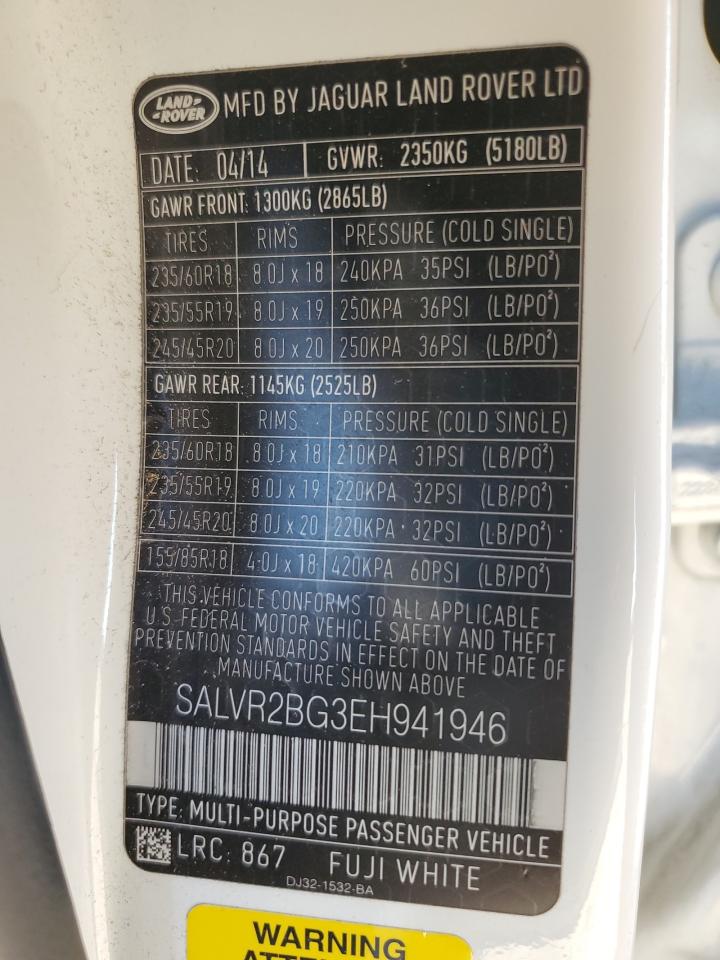 LAND-
-ROVER
MFD BY JAGUAR LAND ROVER LTD
DATE: 04/14 GVWR: 2350KG (5180LB)
GAWR FRONT: 1300KG (2865LB)
TIRES RIMS PRESSURE (COLD SINGLE)
235/60R18 8.0J x 18 240KPA 35PSI (LB/PO²)
235/55R19 8.0J x 19 250KPA 36PSI (LB/PO²)
245/45R20 8.0J x 20 250KPA 36PSI (LB/PO²)
GAWR REAR: 1145KG (2525LB)
TIRES RIMS PRESSURE (COLD SINGLE)
235/60R18 8.0J x 18 210KPA 31PSI (LB/PO²)
235/55R19 8.0J x 19 220KPA 32PSI (LB/PO²)
245/45R20 8.0J x 20 220KPA 32PSI (LB/PO²)
155/85R18 4.0J x 18 420KPA 60PSI (LB/PO²)
THIS VEHICLE CONFORMS TO ALL APPLICABLE
U.S. FEDERAL MOTOR VEHICLE SAFETY AND THEFT
PREVENTION STANDARDS IN EFFECT ON THE DATE OF
MANUFACTURE SHOWN ABOVE
SALVR2BG3EH941946
TYPE: MULTI-PURPOSE PASSENGER VEHICLE
LRC: 867 FUJI WHITE
DJ32-1532-BA
WARNING